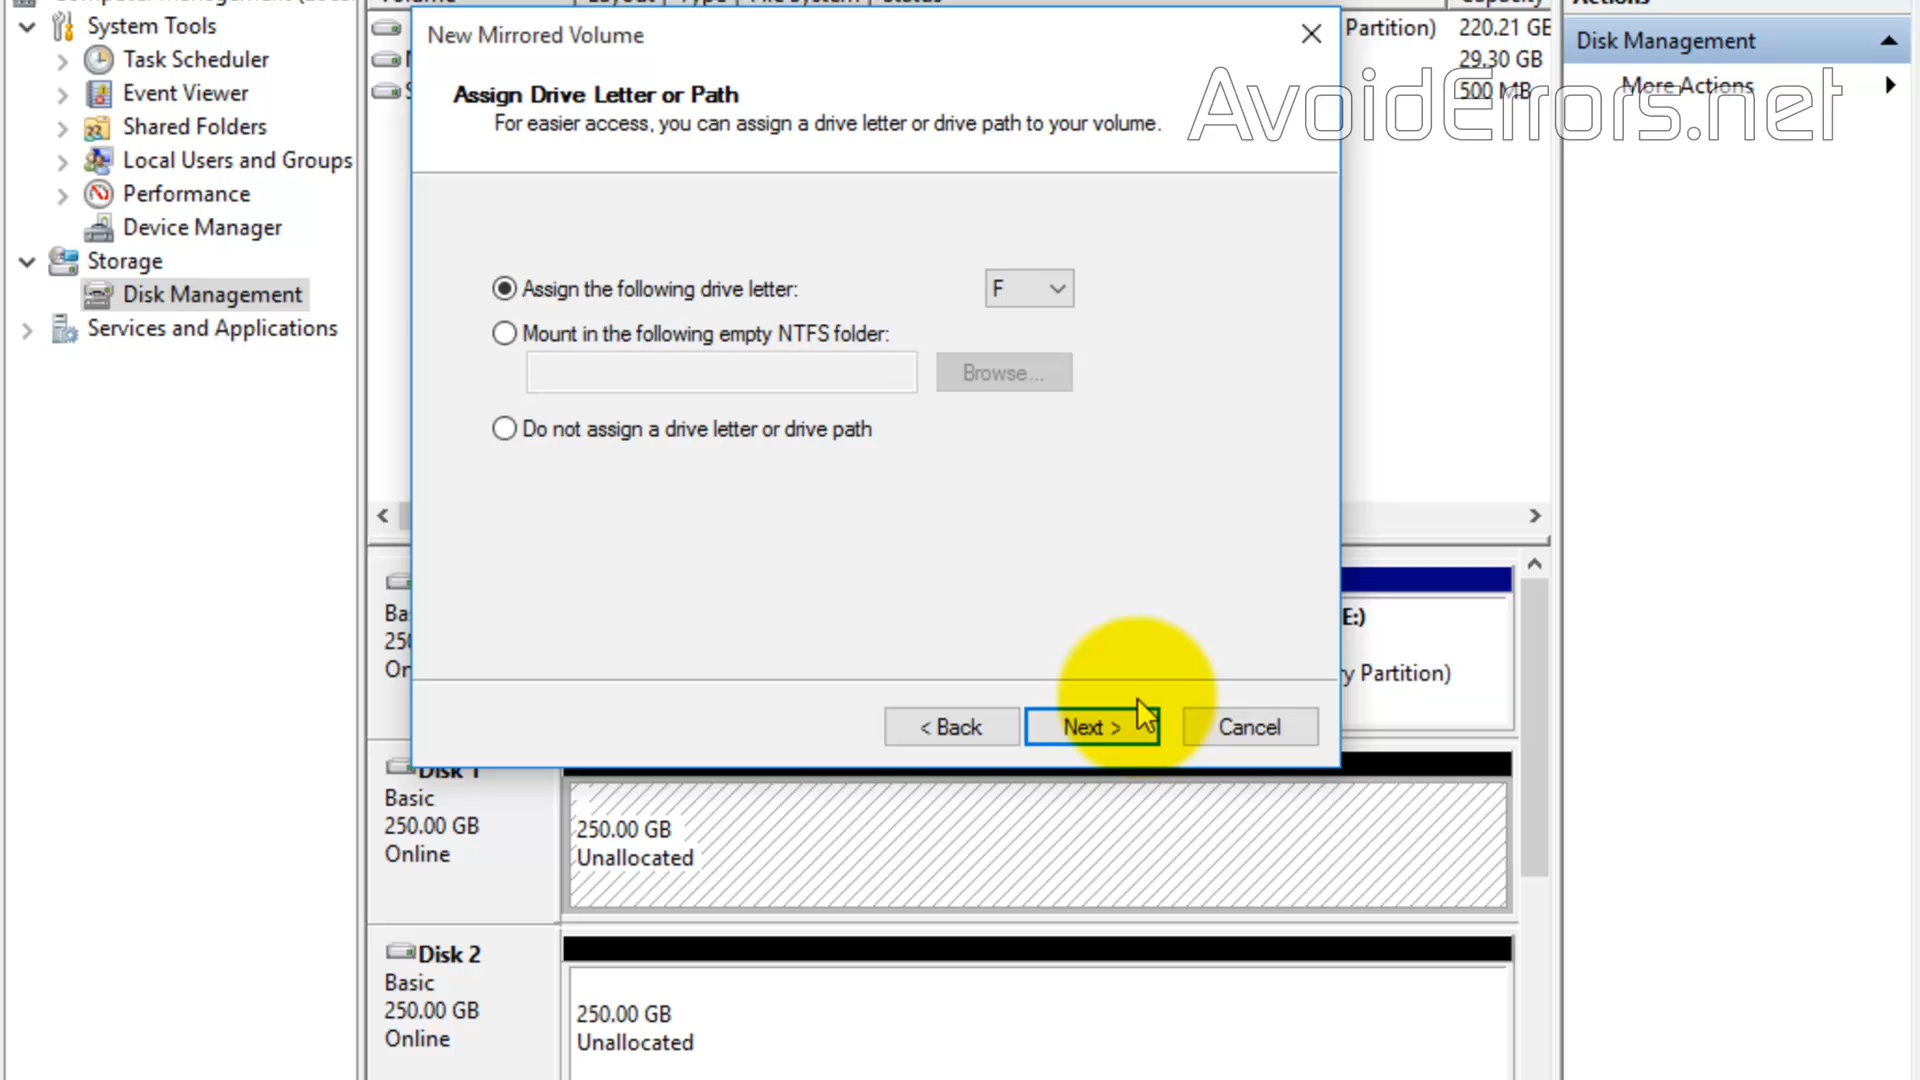 System Tools
Task Scheduler
Event Viewer
Shared Folders
Local Users and Groups
Performance
Device Manager
Storage
Disk Management
Services and Applications
New Mirrored Volume
Assign Drive Letter or Path
For easier access, you can assign a drive letter or drive path to your volume.
Assign the following drive letter:
F
Mount in the following empty NTFS folder:
Browse...
Do not assign a drive letter or drive path
< Back
Next >
Cancel
Partition)
220.21 GB
29.30 GB
500 MB
Disk Management
More Actions
AvoidErrors.net
E:)
Partition)
Disk 1
Basic
250.00 GB
Online
250.00 GB
Unallocated
Disk 2
Basic
250.00 GB
Online
250.00 GB
Unallocated